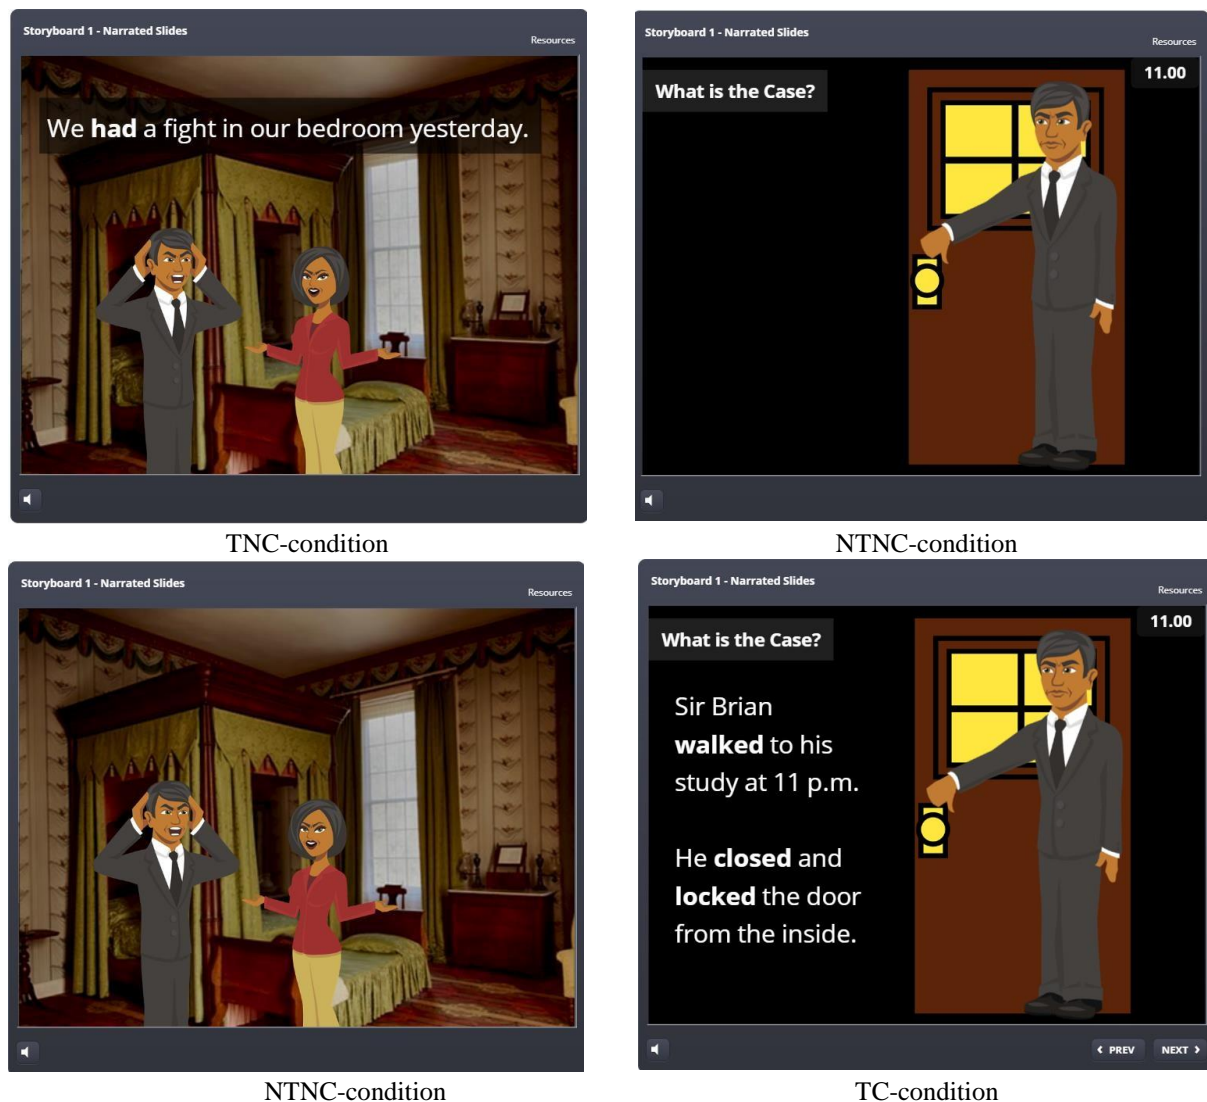 Storyboard 1 - Narrated Slides
Resources
We had a fight in our bedroom yesterday.
TNC-condition
Storyboard 1 - Narrated Slides
Resources
What is the Case?
11.00
NTNC-condition
Storyboard 1 - Narrated Slides
Resources
NTNC-condition
Storyboard 1 - Narrated Slides
Resources
What is the Case?
11.00
Sir Brian
walked to his
study at 11 p.m.
He closed and
locked the door
from the inside.
PREV
NEXT
TC-condition